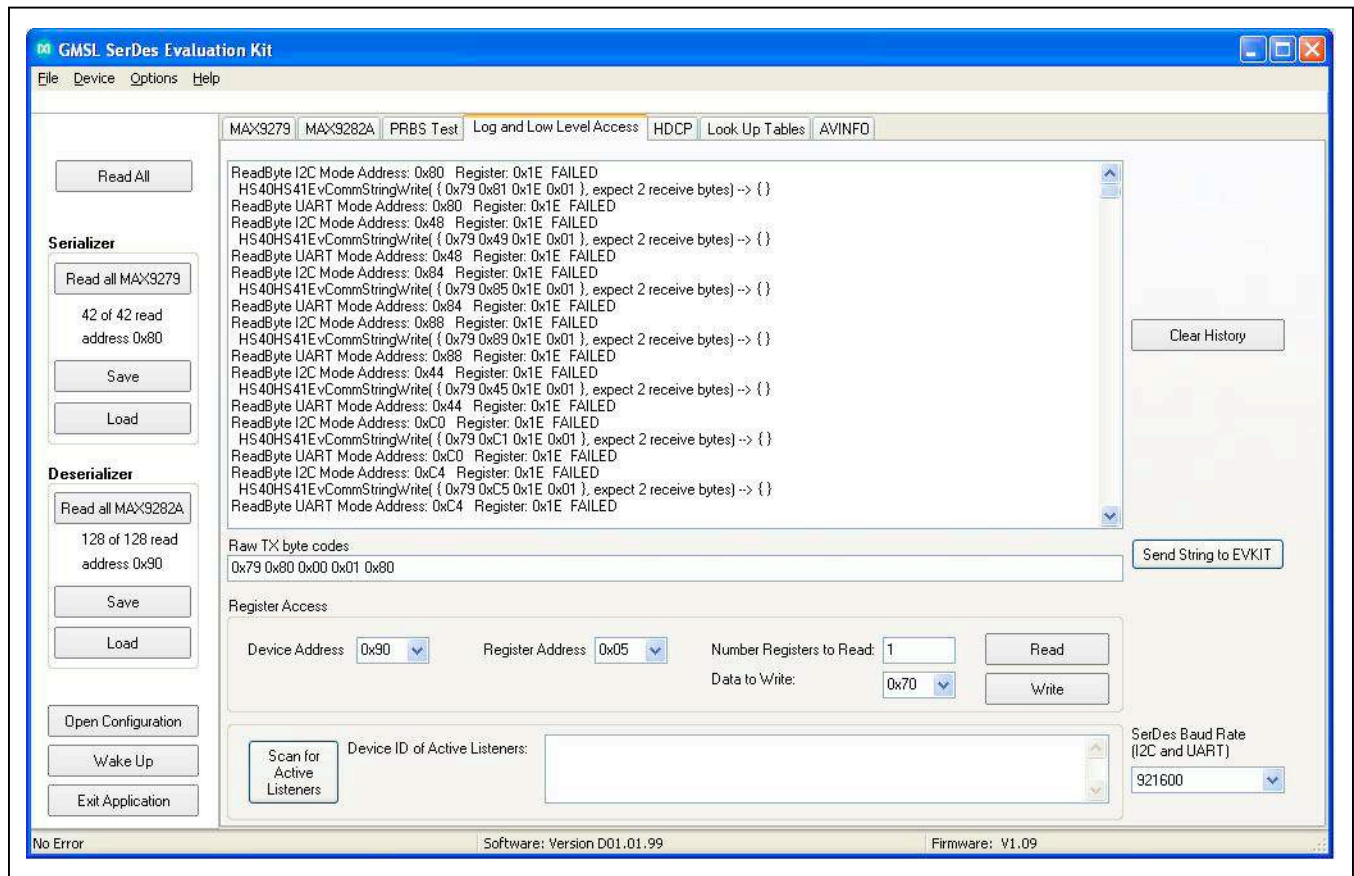 GMSL SerDes Evaluation Kit
File Device Options Help
MAX9279 MAX9282A PRBS Test Log and Low Level Access HDCP Look Up Tables AVINFO
Read All
Serializer
Read all MAX9279
42 of 42 read
address 0x80
Save
Load
Deserializer
Read all MAX9282A
128 of 128 read
address 0x90
Save
Load
Open Configuration
Wake Up
Exit Application
ReadByte I2C Mode Address: 0x80 Register: 0x1E FAILED
HS40HS41EvCommStringWrite( { 0x79 0x81 0x1E 0x01 }, expect 2 receive bytes) --> { }
ReadByte UART Mode Address: 0x80 Register: 0x1E FAILED
ReadByte I2C Mode Address: 0x48 Register: 0x1E FAILED
HS40HS41EvCommStringWrite( { 0x79 0x49 0x1E 0x01 }, expect 2 receive bytes) --> { }
ReadByte UART Mode Address: 0x48 Register: 0x1E FAILED
ReadByte I2C Mode Address: 0x84 Register: 0x1E FAILED
HS40HS41EvCommStringWrite( { 0x79 0x85 0x1E 0x01 }, expect 2 receive bytes) --> { }
ReadByte UART Mode Address: 0x84 Register: 0x1E FAILED
ReadByte I2C Mode Address: 0x88 Register: 0x1E FAILED
HS40HS41EvCommStringWrite( { 0x79 0x89 0x1E 0x01 }, expect 2 receive bytes) --> { }
ReadByte UART Mode Address: 0x88 Register: 0x1E FAILED
ReadByte I2C Mode Address: 0x44 Register: 0x1E FAILED
HS40HS41EvCommStringWrite( { 0x79 0x45 0x1E 0x01 }, expect 2 receive bytes) --> { }
ReadByte UART Mode Address: 0x44 Register: 0x1E FAILED
ReadByte I2C Mode Address: 0xC0 Register: 0x1E FAILED
HS40HS41EvCommStringWrite( { 0x79 0xC1 0x1E 0x01 }, expect 2 receive bytes) --> { }
ReadByte UART Mode Address: 0xC0 Register: 0x1E FAILED
ReadByte I2C Mode Address: 0xC4 Register: 0x1E FAILED
HS40HS41EvCommStringWrite( { 0x79 0xC5 0x1E 0x01 }, expect 2 receive bytes) --> { }
ReadByte UART Mode Address: 0xC4 Register: 0x1E FAILED
Clear History
Raw TX byte codes
0x79 0x80 0x00 0x01 0x80
Send String to EVKIT
Register Access
Device Address 0x90 Register Address 0x05 Number Registers to Read: 1 Read
Data to Write: 0x70 Write
Scan for
Active
Listeners
Device ID of Active Listeners:
SerDes Baud Rate
(I2C and UART)
921600
No Error Software: Version D01.01.99 Firmware: V1.09